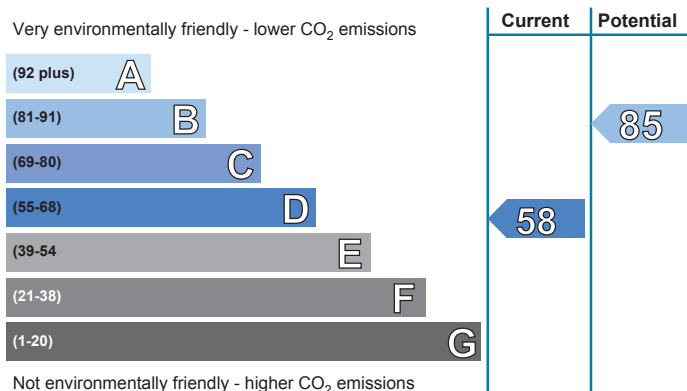 Very environmentally friendly - lower CO2 emissions
Current
Potential
(92 plus) A
(81-91) B
85
(69-80) C
(55-68) D
58
(39-54 E
(21-38) F
(1-20) G
Not environmentally friendly - higher CO2 emissions